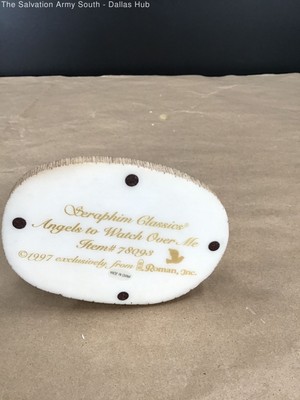 The Salvation Army South - Dallas Hub
Seraphim Classics®
Angels to Watch Over Me
Item# 78093
©1997 exclusively from Roman, Inc.